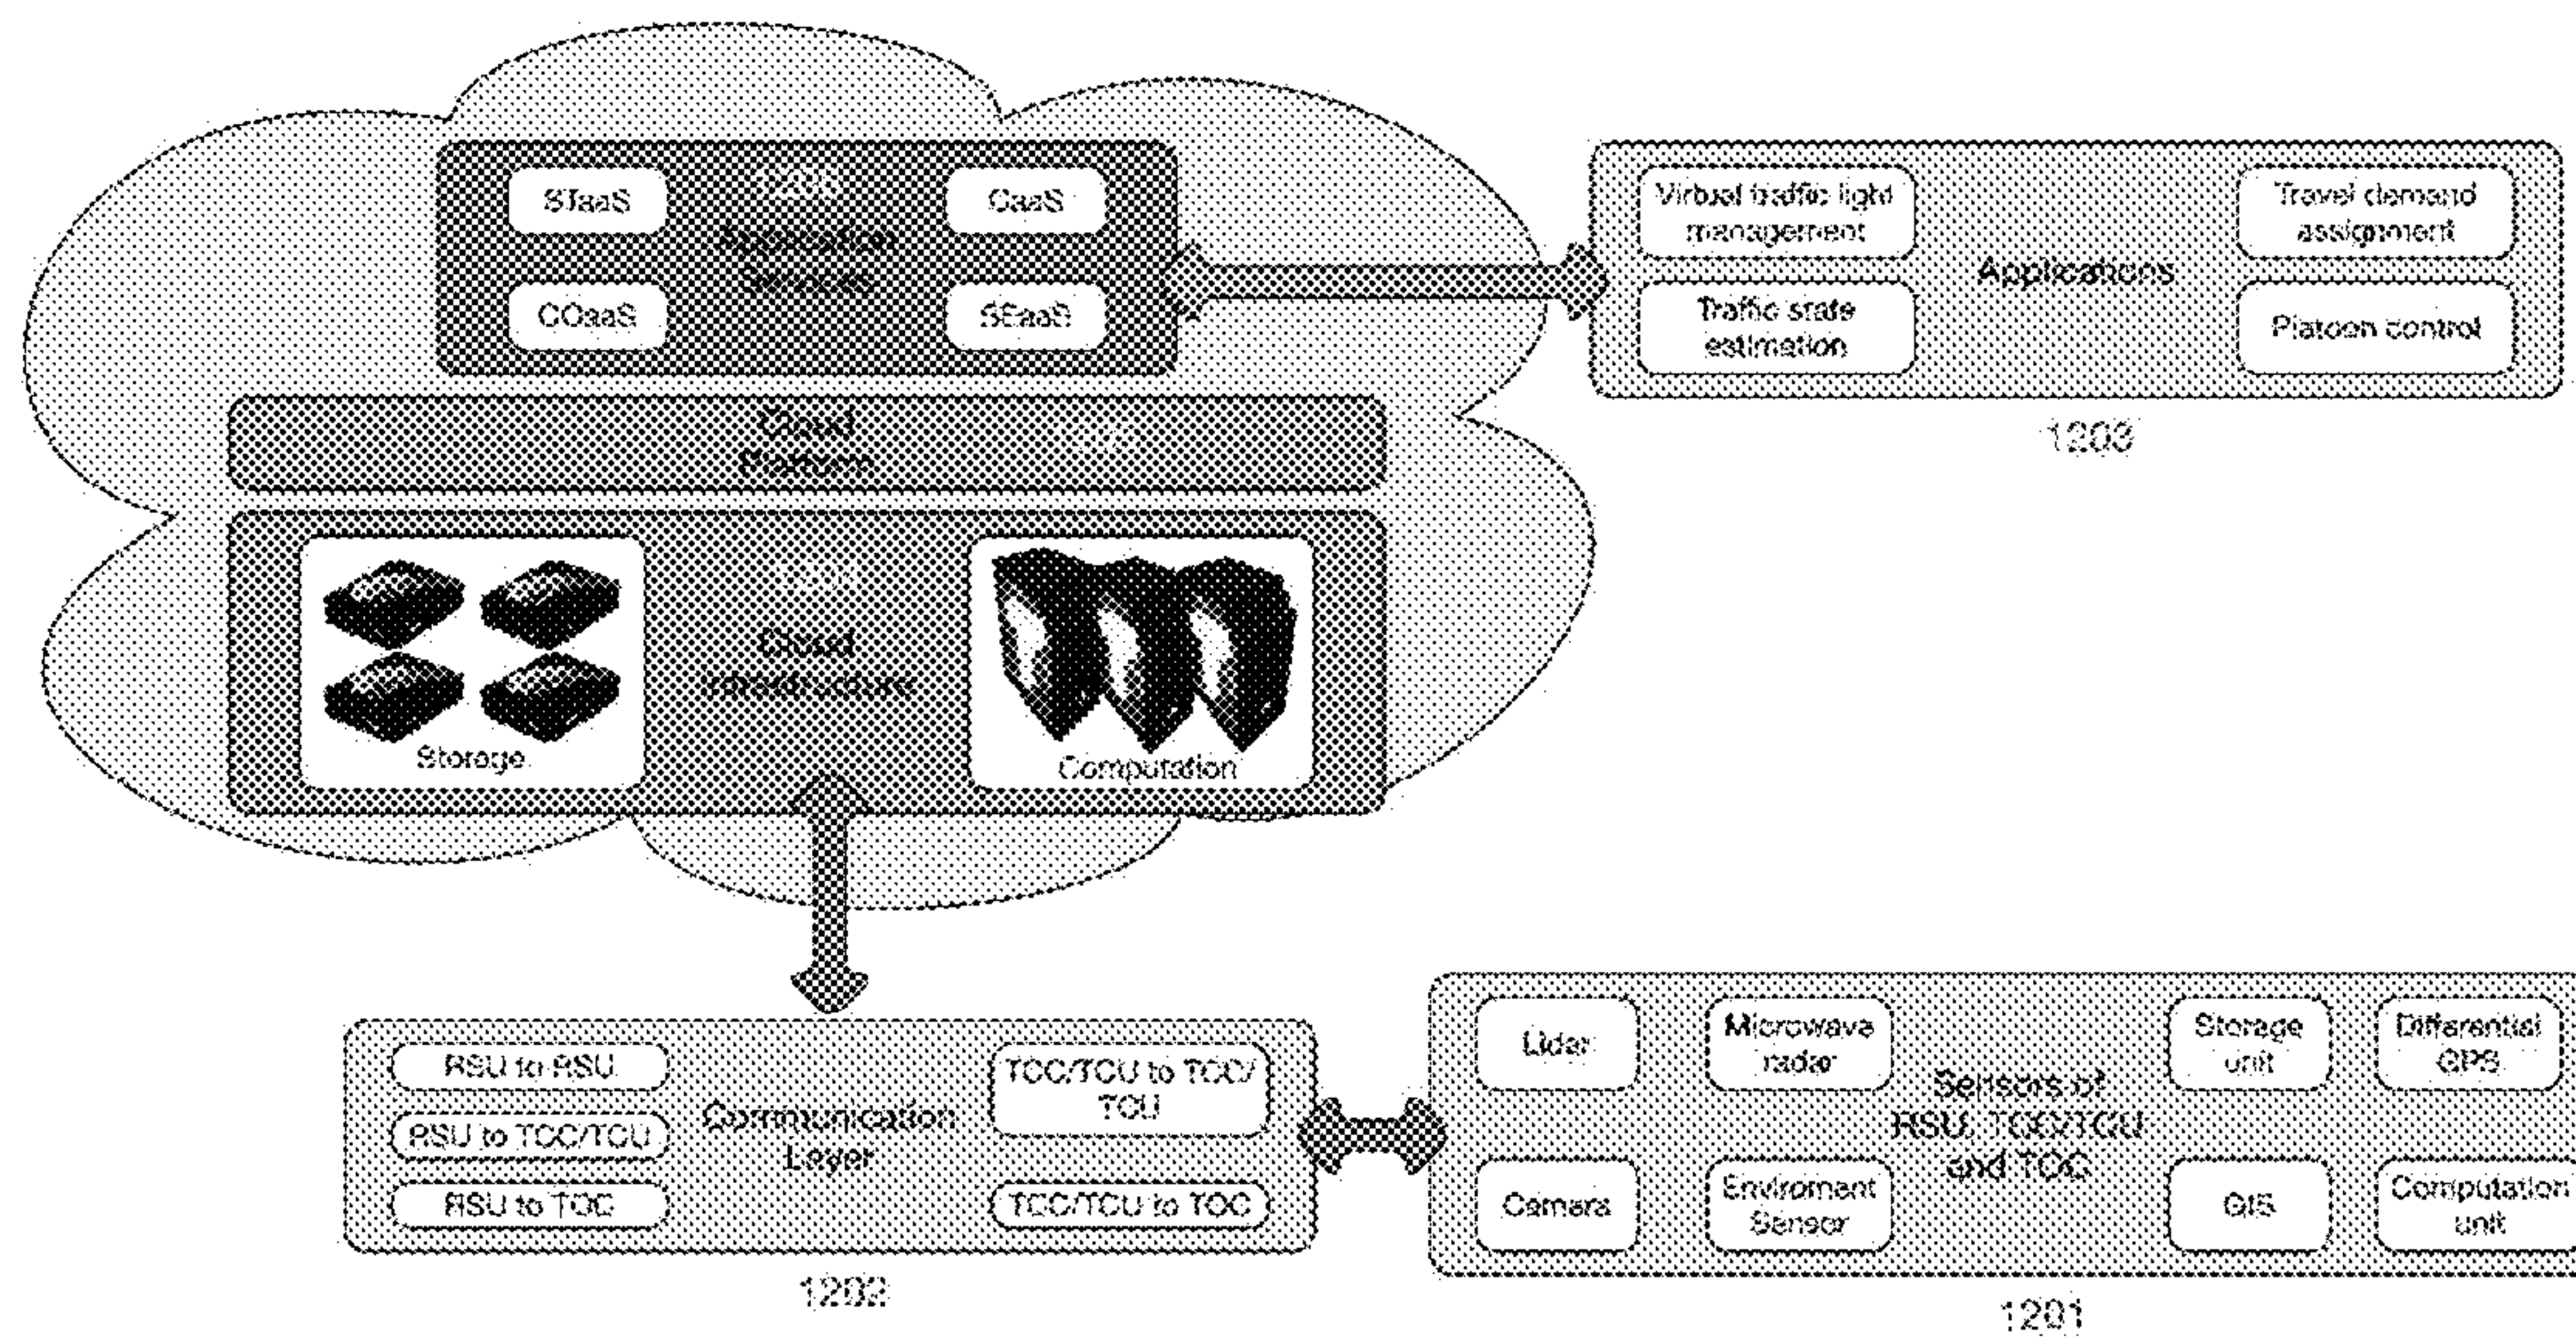 STaaS
CaaS
Application
Services
COaaS
SEaaS
Virtual traffic light
management
Travel demand
assignment
Applications
Traffic state
estimation
Platoon control
1203
Cloud
Platform
Cloud
Infrastructure
Storage
Computation
RSU to RSU
TCC/TCU to TCC/
TCU
RSU to TCC/TCU
Communication
Layer
RSU to TOC
TCC/TCU to TOC
1202
Lidar
Microwave
radar
Storage
unit
Differential
GPS
Sensors of
RSU, TCC/TCU
and TOC
Camera
Enviroment
Sensor
GIS
Computation
unit
1201